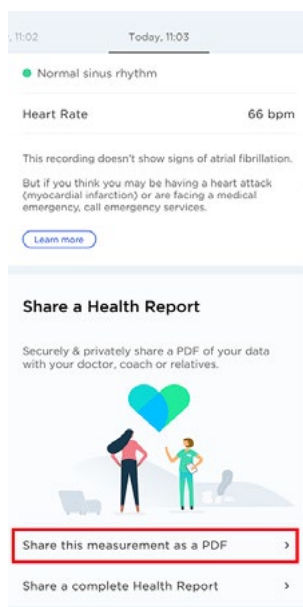 , 11:02
Today, 11:03
Normal sinus rhythm
Heart Rate
66 bpm
This recording doesn't show signs of atrial fibrillation.
But if you think you may be having a heart attack
(myocardial infarction) or are facing a medical
emergency, call emergency services.
Learn more
Share a Health Report
Securely & privately share a PDF of your data
with your doctor, coach or relatives.
Share this measurement as a PDF
Share a complete Health Report